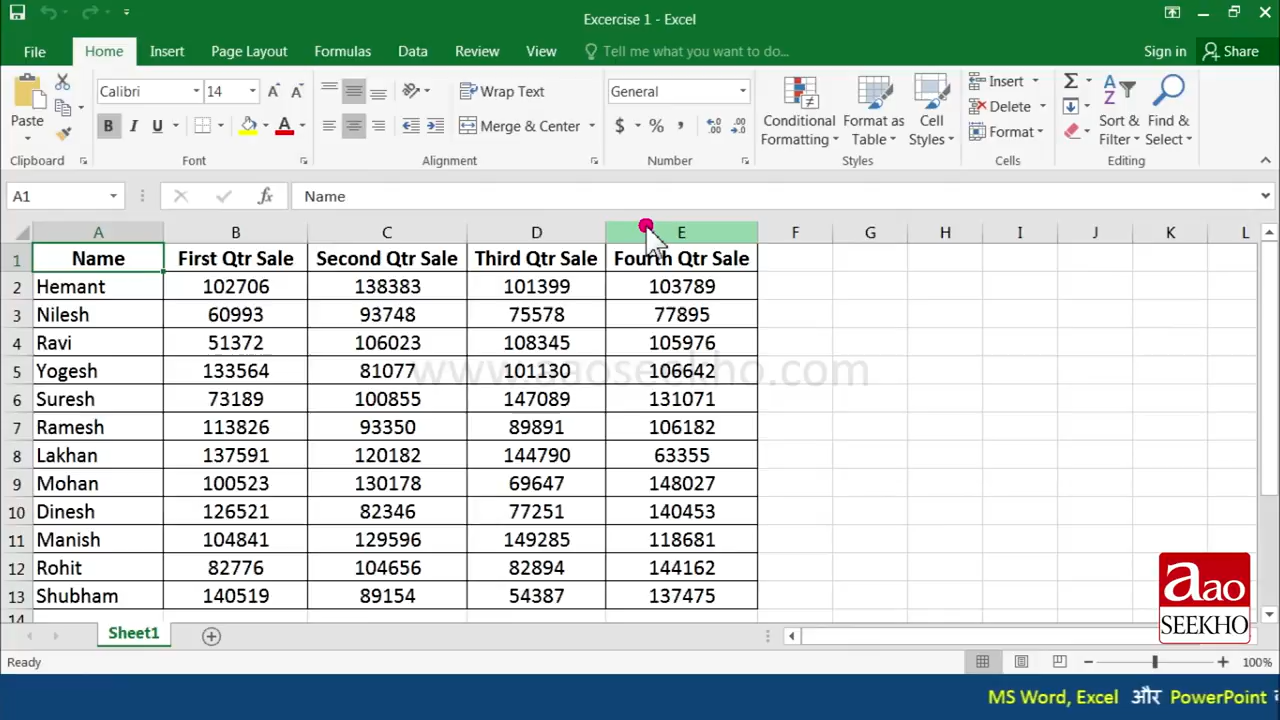 Excercise 1 - Excel
File Home Insert Page Layout Formulas Data Review View Tell me what you want to do... Sign in Share
Paste
Clipboard
Calibri 14
B I U A
Font
Wrap Text
Merge & Center
Alignment
General
$ % ,
Number
Conditional Formatting
Format as Table
Cell Styles
Styles
Insert
Delete
Format
Cells
Sort & Filter
Find & Select
Editing
A1 fx Name
A B C D E F G H I J K L
1 Name First Qtr Sale Second Qtr Sale Third Qtr Sale Fourth Qtr Sale
2 Hemant 102706 138383 101399 103789
3 Nilesh 60993 93748 75578 77895
4 Ravi 51372 106023 108345 105976
5 Yogesh 133564 81077 101130 106642
www.aaoseekho.com
6 Suresh 73189 100855 147089 131071
7 Ramesh 113826 93350 89891 106182
8 Lakhan 137591 120182 144790 63355
9 Mohan 100523 130178 69647 148027
10 Dinesh 126521 82346 77251 140453
11 Manish 104841 129596 149285 118681
12 Rohit 82776 104656 82894 144162
13 Shubham 140519 89154 54387 137475
14
aao
SEEKHO
Sheet1
Ready 100%
MS Word, Excel और PowerPoint